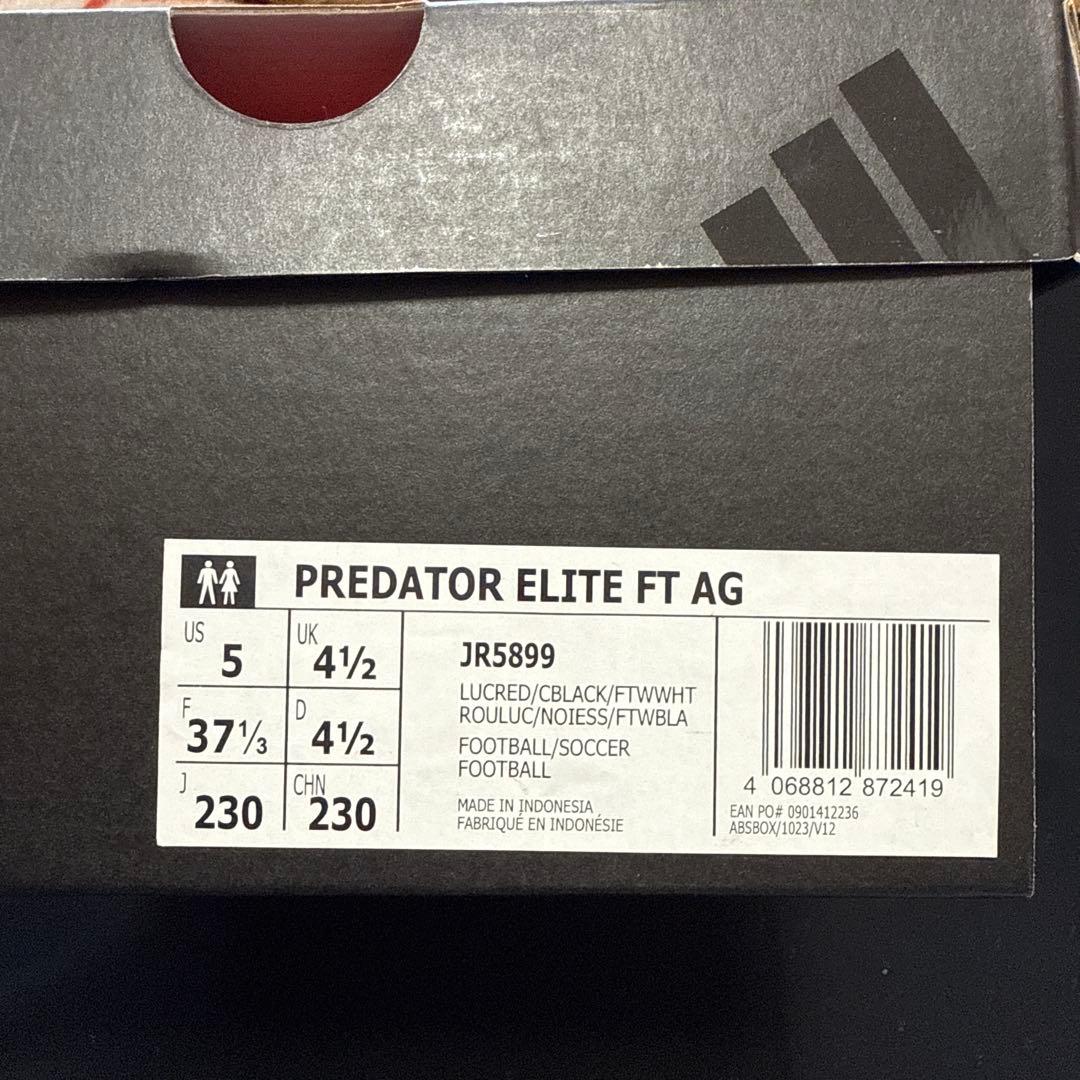 PREDATOR ELITE FT AG
US 5
UK 4½
F 37⅓
D 4½
J 230
CHN 230
JR5899
LUCRED/CBLACK/FTWWHT
ROULUC/NOIESS/FTWBLA
FOOTBALL/SOCCER
FOOTBALL
MADE IN INDONESIA
FABRIQUÉ EN INDONÉSIE
4 068812 872419
EAN PO# 0901412236
ABSBOX/1023/V12